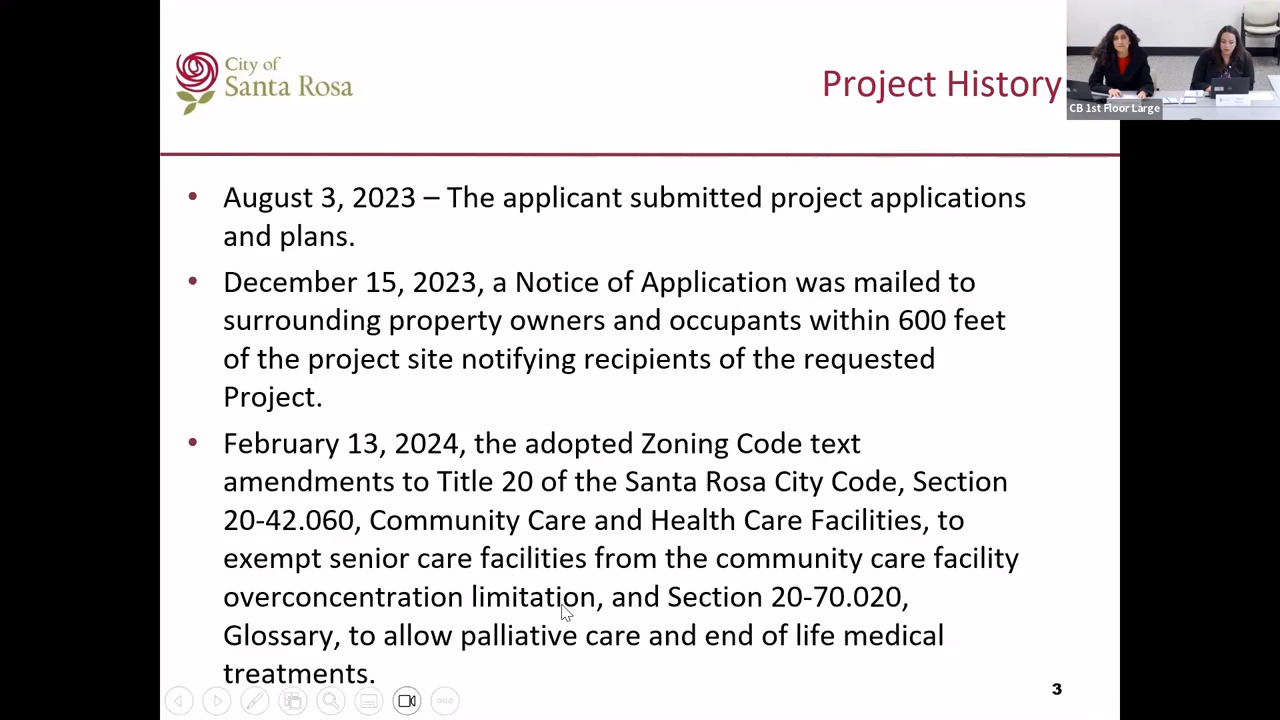 City of
Santa Rosa
Project History
CB 1st Floor Large
• August 3, 2023 – The applicant submitted project applications
and plans.
• December 15, 2023, a Notice of Application was mailed to
surrounding property owners and occupants within 600 feet
of the project site notifying recipients of the requested
Project.
• February 13, 2024, the adopted Zoning Code text
amendments to Title 20 of the Santa Rosa City Code, Section
20-42.060, Community Care and Health Care Facilities, to
exempt senior care facilities from the community care facility
overconcentration limitation, and Section 20-70.020,
Glossary, to allow palliative care and end of life medical
treatments.
3